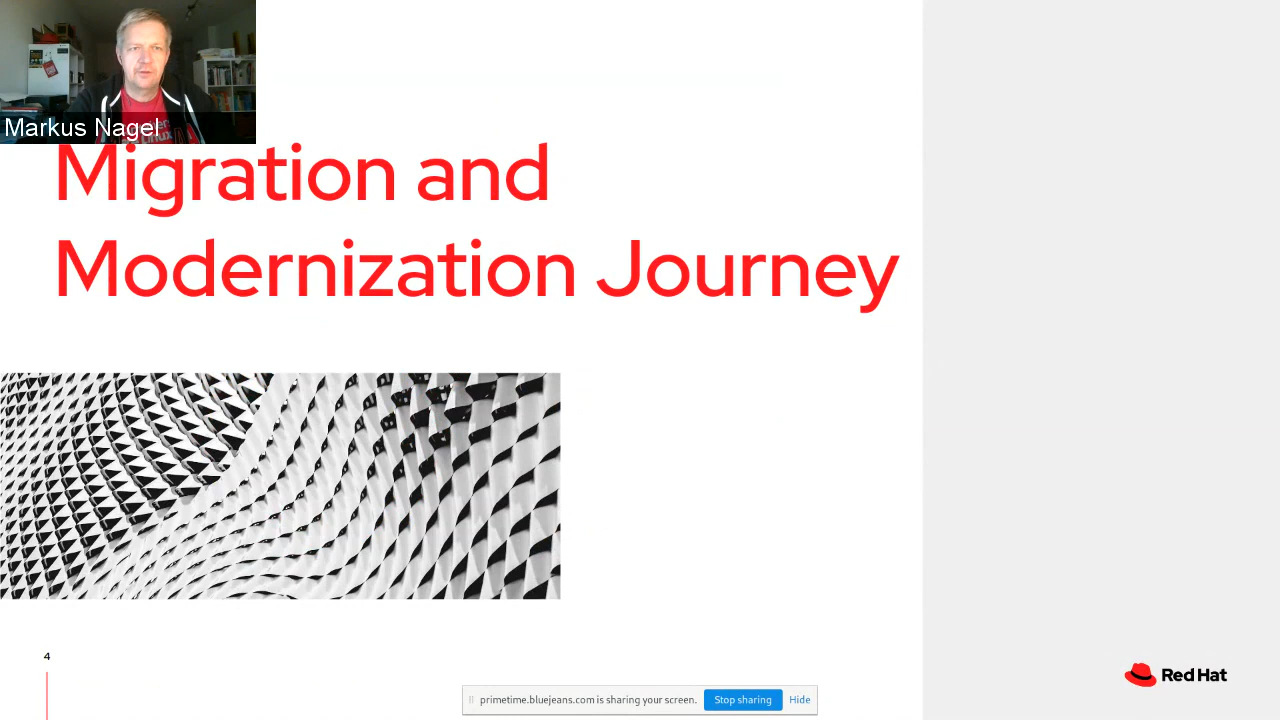 Markus Nagel
Migration and
Modernization Journey
4
Red Hat
primetime.bluejeans.com is sharing your screen.
Stop sharing
Hide